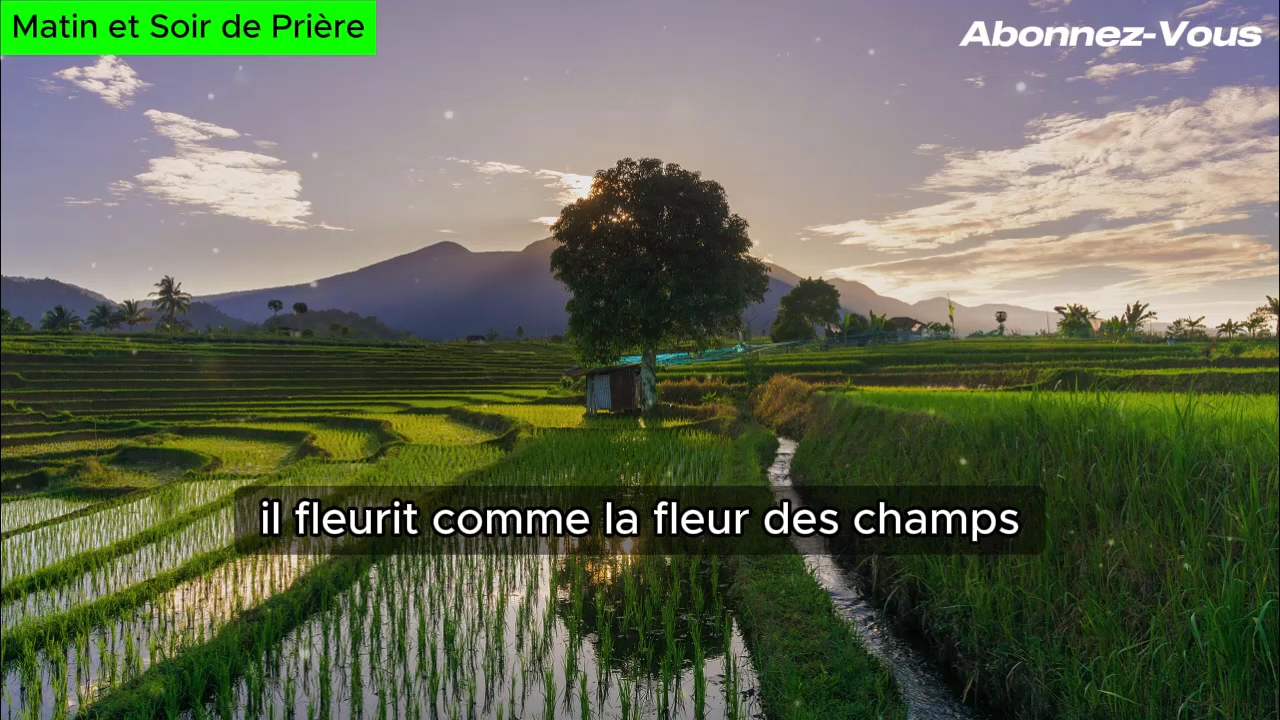 Matin et Soir de Prière
Abonnez-Vous
il fleurit comme la fleur des champs